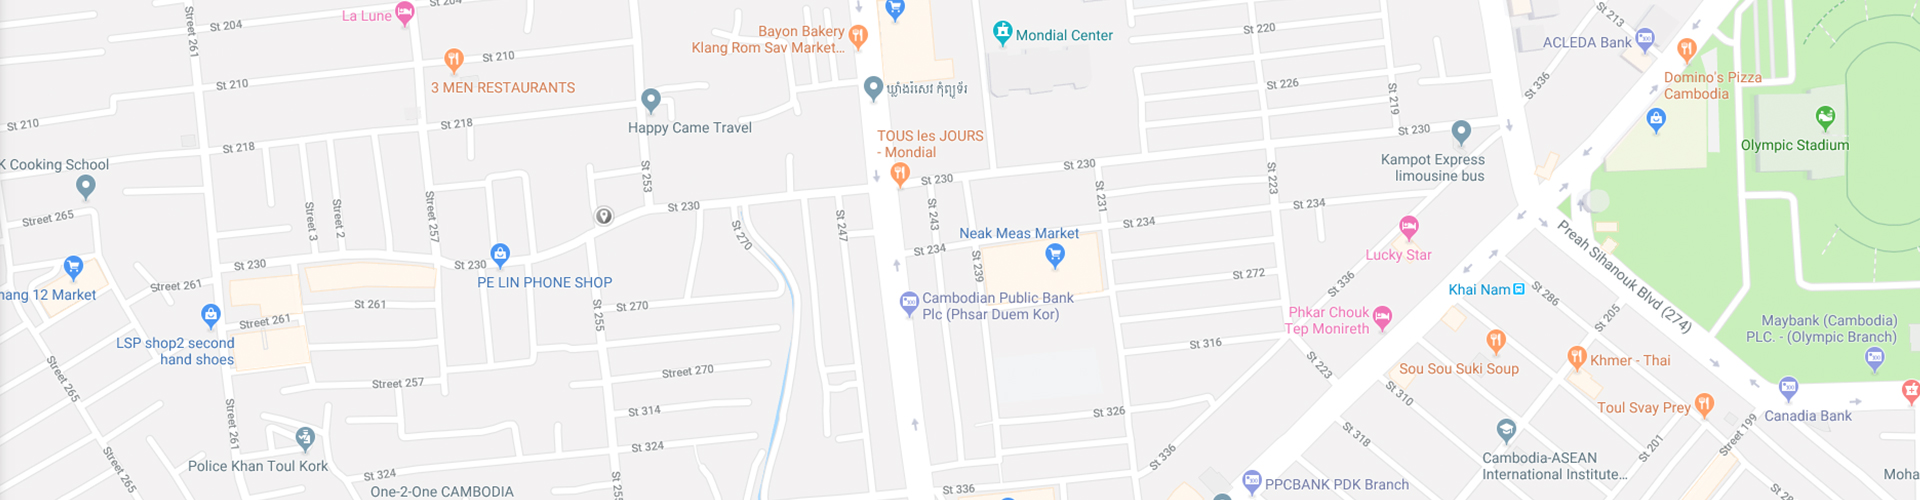 St 204
St 204
La Lune
Street 261
Bayon Bakery
Klang Rom Sav Market...
Mondial Center
St 220
St 213
ACLEDA Bank
Domino's Pizza
Cambodia
St 210
St 210
3 MEN RESTAURANTS
St 210
St 226
St 219
St 336
Happy Came Travel
St 218
St 218
TOUS les JOURS
- Mondial
St 230
St 230
St 230
Kampot Express
limousine bus
Olympic Stadium
K Cooking School
St 253
St 223
St 231
Street 265
Street 3
Street 2
St 257
St 230
St 270
St 247
St 243
St 234
St 234
St 234
Neak Meas Market
St 239
Lucky Star
Preah Sihanouk Blvd (274)
St 230
St 230
PE LIN PHONE SHOP
hang 12 Market
St 261
St 261
Street 261
St 255
St 270
Cambodian Public Bank
Plc (Phsar Duem Kor)
St 272
St 336
Khai Nam
St 286
St 205
Phkar Chouk
Tep Monireth
Maybank (Cambodia)
PLC. - (Olympic Branch)
LSP shop2 second
hand shoes
St 316
St 223
Sou Sou Suki Soup
Khmer - Thai
Street 265
Street 257
Street 270
St 310
Toul Svay Prey
Canadia Bank
St 261
St 314
St 326
St 318
St 201
Street 199
Police Khan Toul Kork
St 324
St 324
St 336
Cambodia-ASEAN
International Institute...
Street 265
One-2-One CAMBODIA
St 255
St 336
PPCBANK PDK Branch
Moha